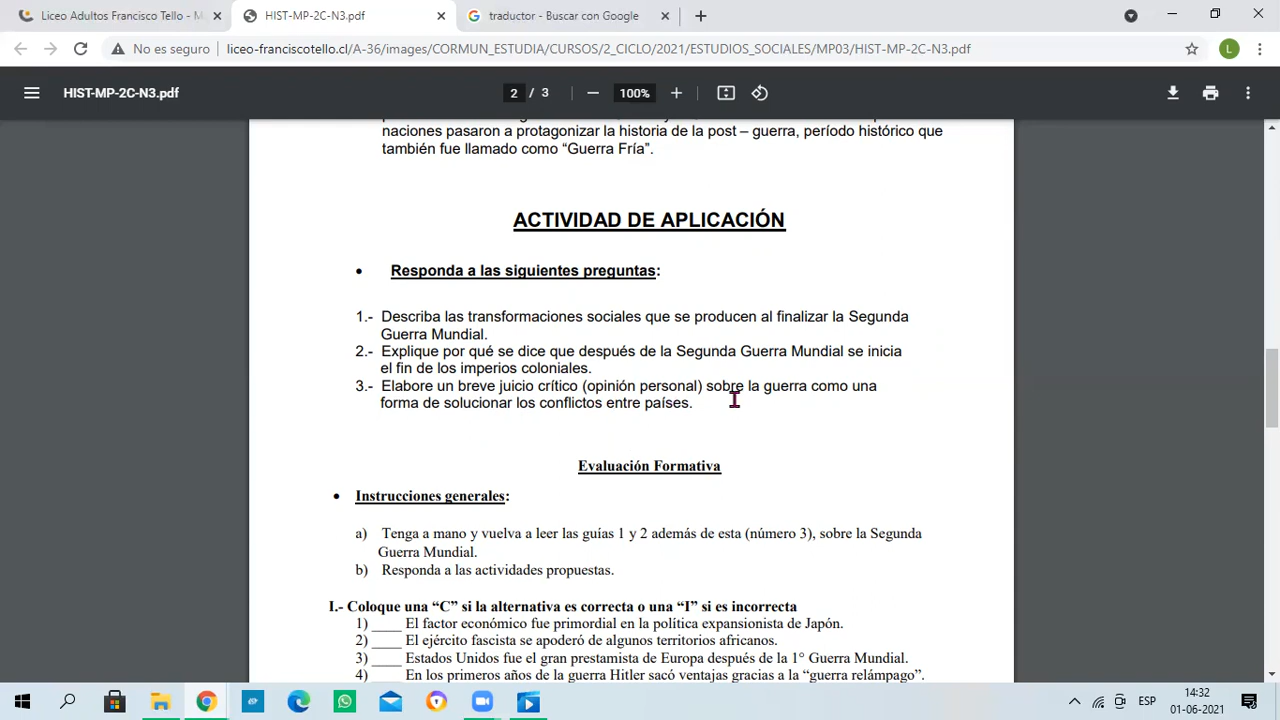 Liceo Adultos Francisco Tello - M
HIST-MP-2C-N3.pdf
traductor - Buscar con Google
No es seguro
liceo-franciscotello.cl/A-36/images/CORMUN_ESTUDIA/CURSOS/2_CICLO/2021/ESTUDIOS_SOCIALES/MP03/HIST-MP-2C-N3.pdf
L
HIST-MP-2C-N3.pdf
2 / 3
100%
naciones pasaron a protagonizar la historia de la post – guerra, período histórico que
también fue llamado como “Guerra Fría”.
ACTIVIDAD DE APLICACIÓN
• Responda a las siguientes preguntas:
1.- Describa las transformaciones sociales que se producen al finalizar la Segunda
Guerra Mundial.
2.- Explique por qué se dice que después de la Segunda Guerra Mundial se inicia
el fin de los imperios coloniales.
3.- Elabore un breve juicio crítico (opinión personal) sobre la guerra como una
forma de solucionar los conflictos entre países.
Evaluación Formativa
• Instrucciones generales:
a) Tenga a mano y vuelva a leer las guías 1 y 2 además de esta (número 3), sobre la Segunda
Guerra Mundial.
b) Responda a las actividades propuestas.
I.- Coloque una “C” si la alternativa es correcta o una “I” si es incorrecta
1) ____ El factor económico fue primordial en la política expansionista de Japón.
2) ____ El ejército fascista se apoderó de algunos territorios africanos.
3) ____ Estados Unidos fue el gran prestamista de Europa después de la 1° Guerra Mundial.
4) ____ En los primeros años de la guerra Hitler sacó ventajas gracias a la “guerra relámpago”.
ESP
14:32
01-06-2021